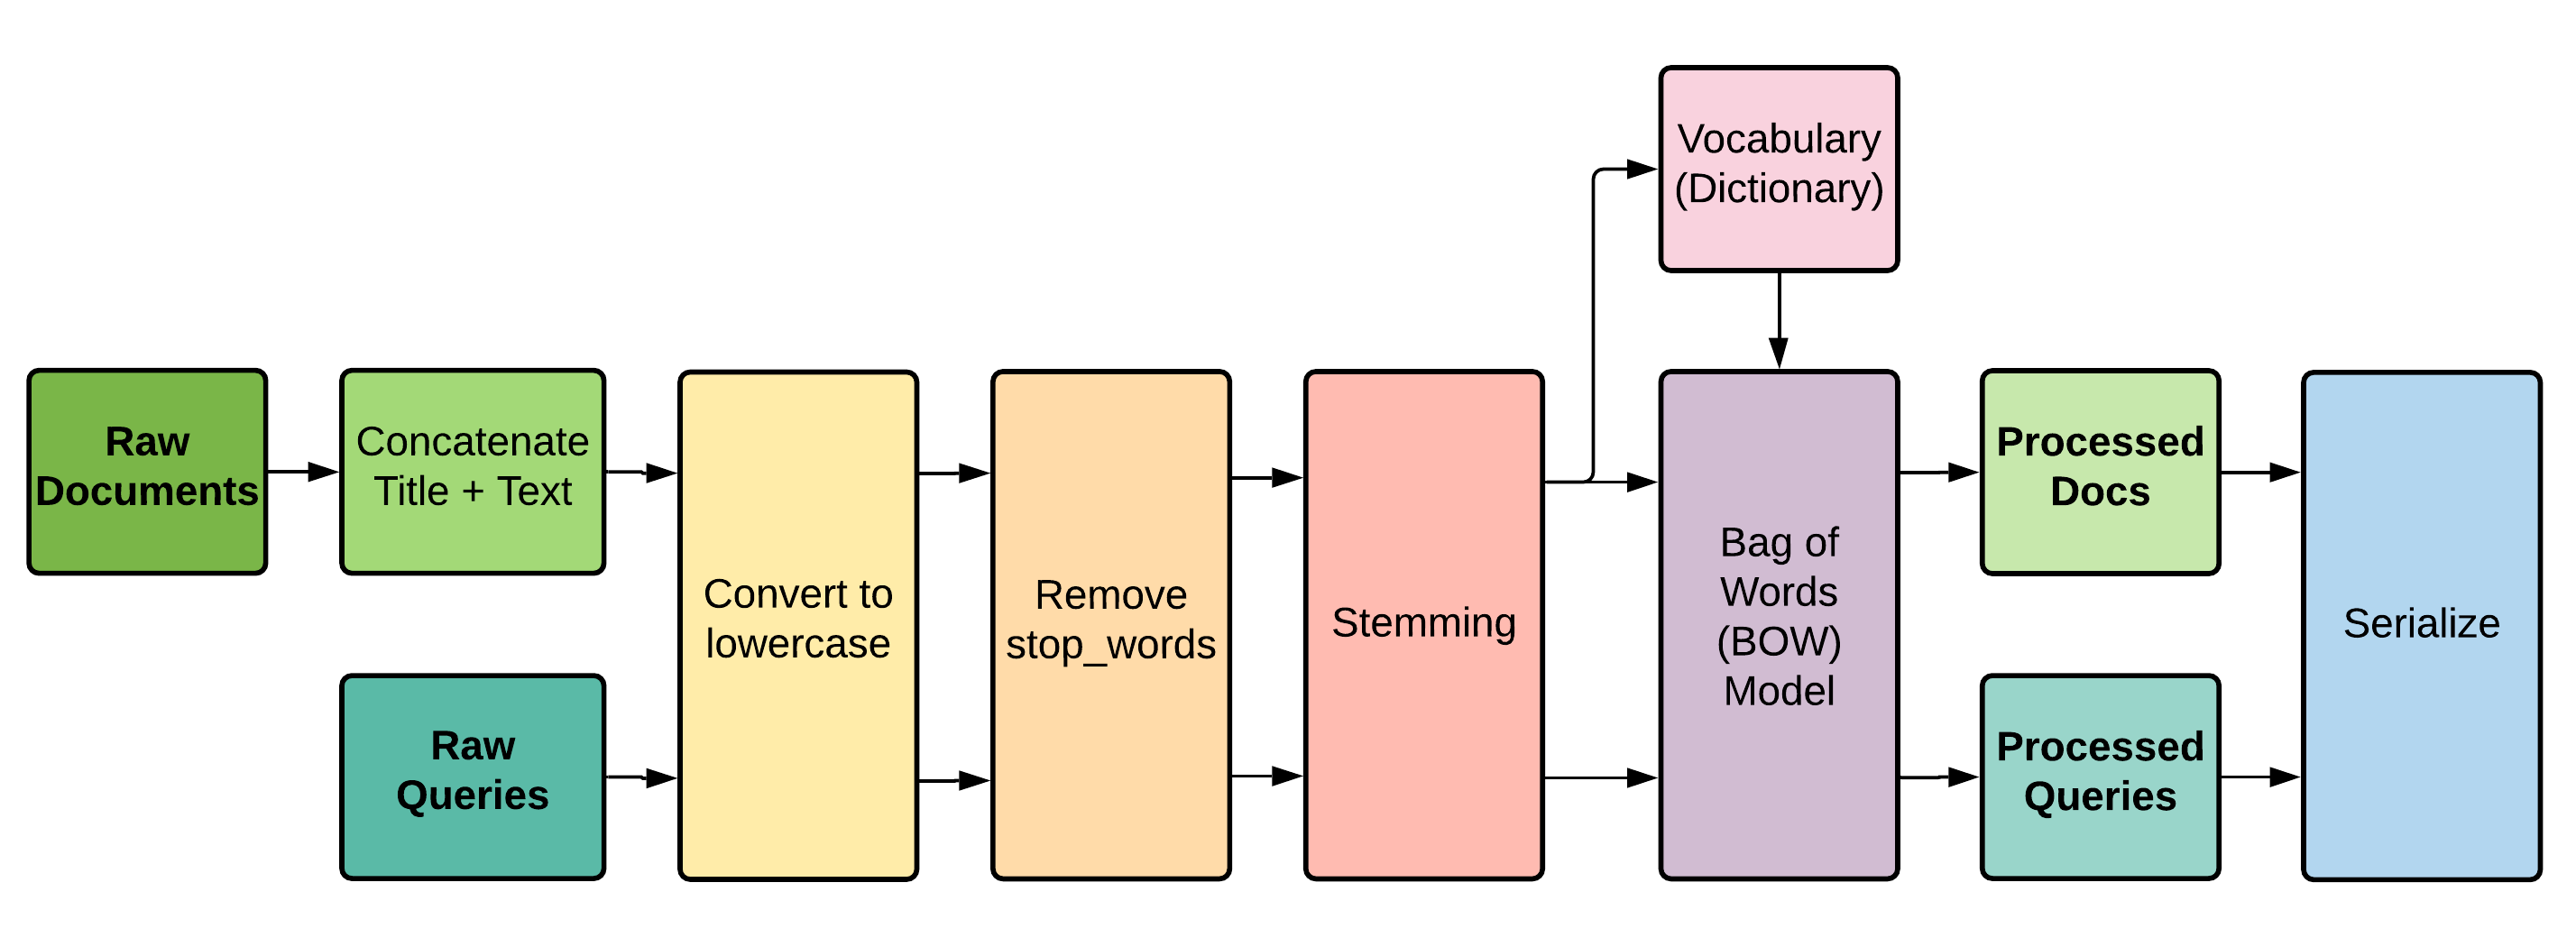 Raw
Documents
Concatenate
Title + Text
Raw
Queries
Convert to
lowercase
Remove
stop_words
Stemming
Vocabulary
(Dictionary)
Bag of
Words
(BOW)
Model
Processed
Docs
Processed
Queries
Serialize